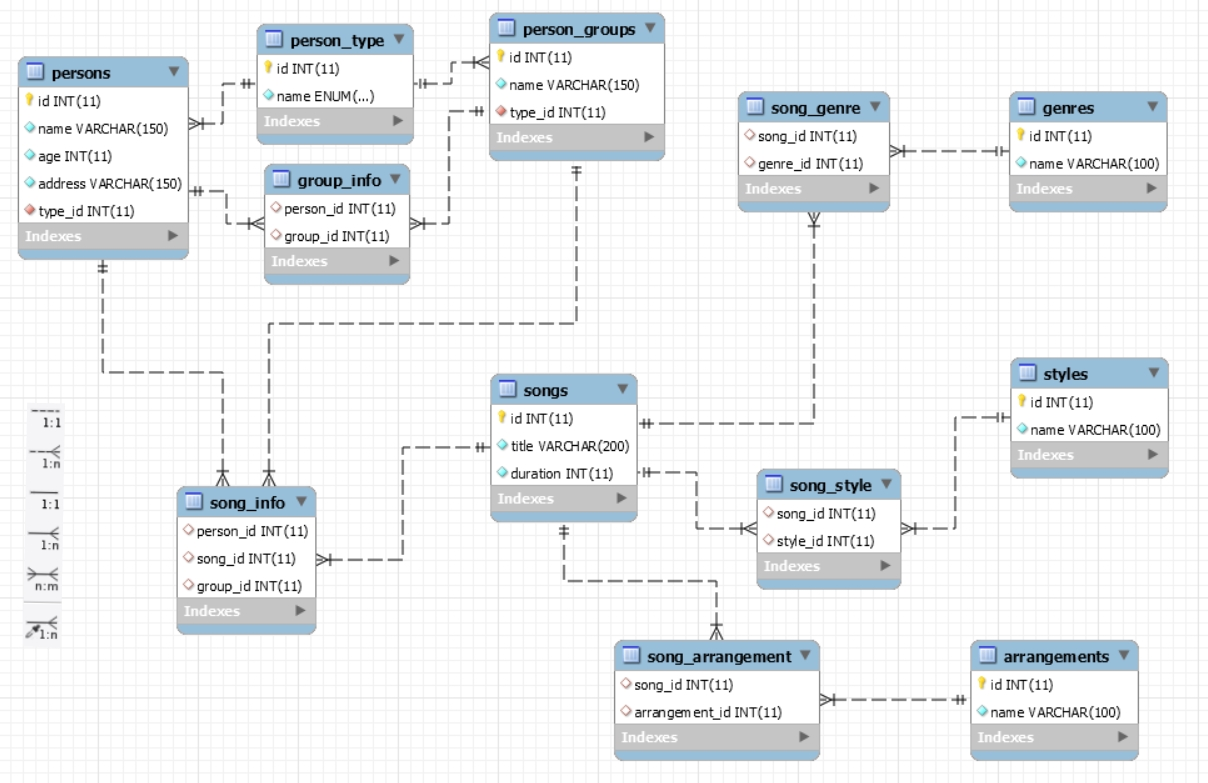 persons
id INT(11)
name VARCHAR(150)
age INT(11)
address VARCHAR(150)
type_id INT(11)
Indexes
person_type
id INT(11)
name ENUM(...)
Indexes
person_groups
id INT(11)
name VARCHAR(150)
type_id INT(11)
Indexes
group_info
person_id INT(11)
group_id INT(11)
Indexes
song_genre
song_id INT(11)
genre_id INT(11)
Indexes
genres
id INT(11)
name VARCHAR(100)
Indexes
songs
id INT(11)
title VARCHAR(200)
duration INT(11)
Indexes
styles
id INT(11)
name VARCHAR(100)
Indexes
1:1
1:n
1:1
1:n
n:m
1:n
song_info
person_id INT(11)
song_id INT(11)
group_id INT(11)
Indexes
song_style
song_id INT(11)
style_id INT(11)
Indexes
song_arrangement
song_id INT(11)
arrangement_id INT(11)
Indexes
arrangements
id INT(11)
name VARCHAR(100)
Indexes